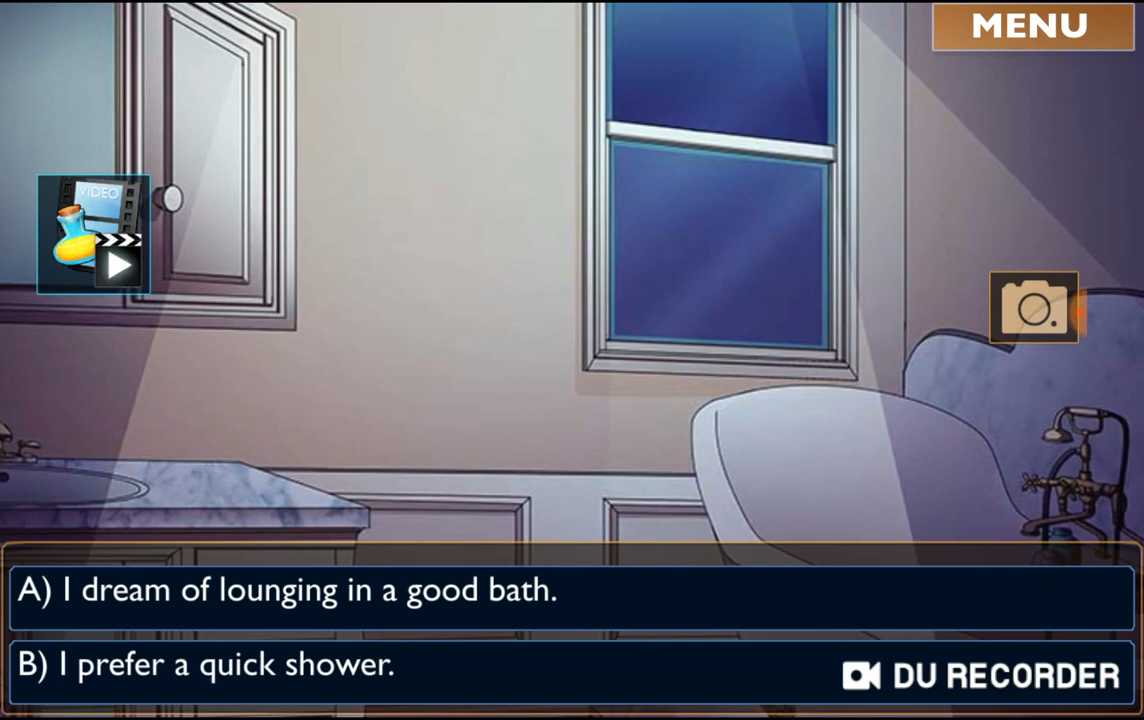 MENU
VIDEO
A) I dream of lounging in a good bath.
B) I prefer a quick shower.
DU RECORDER